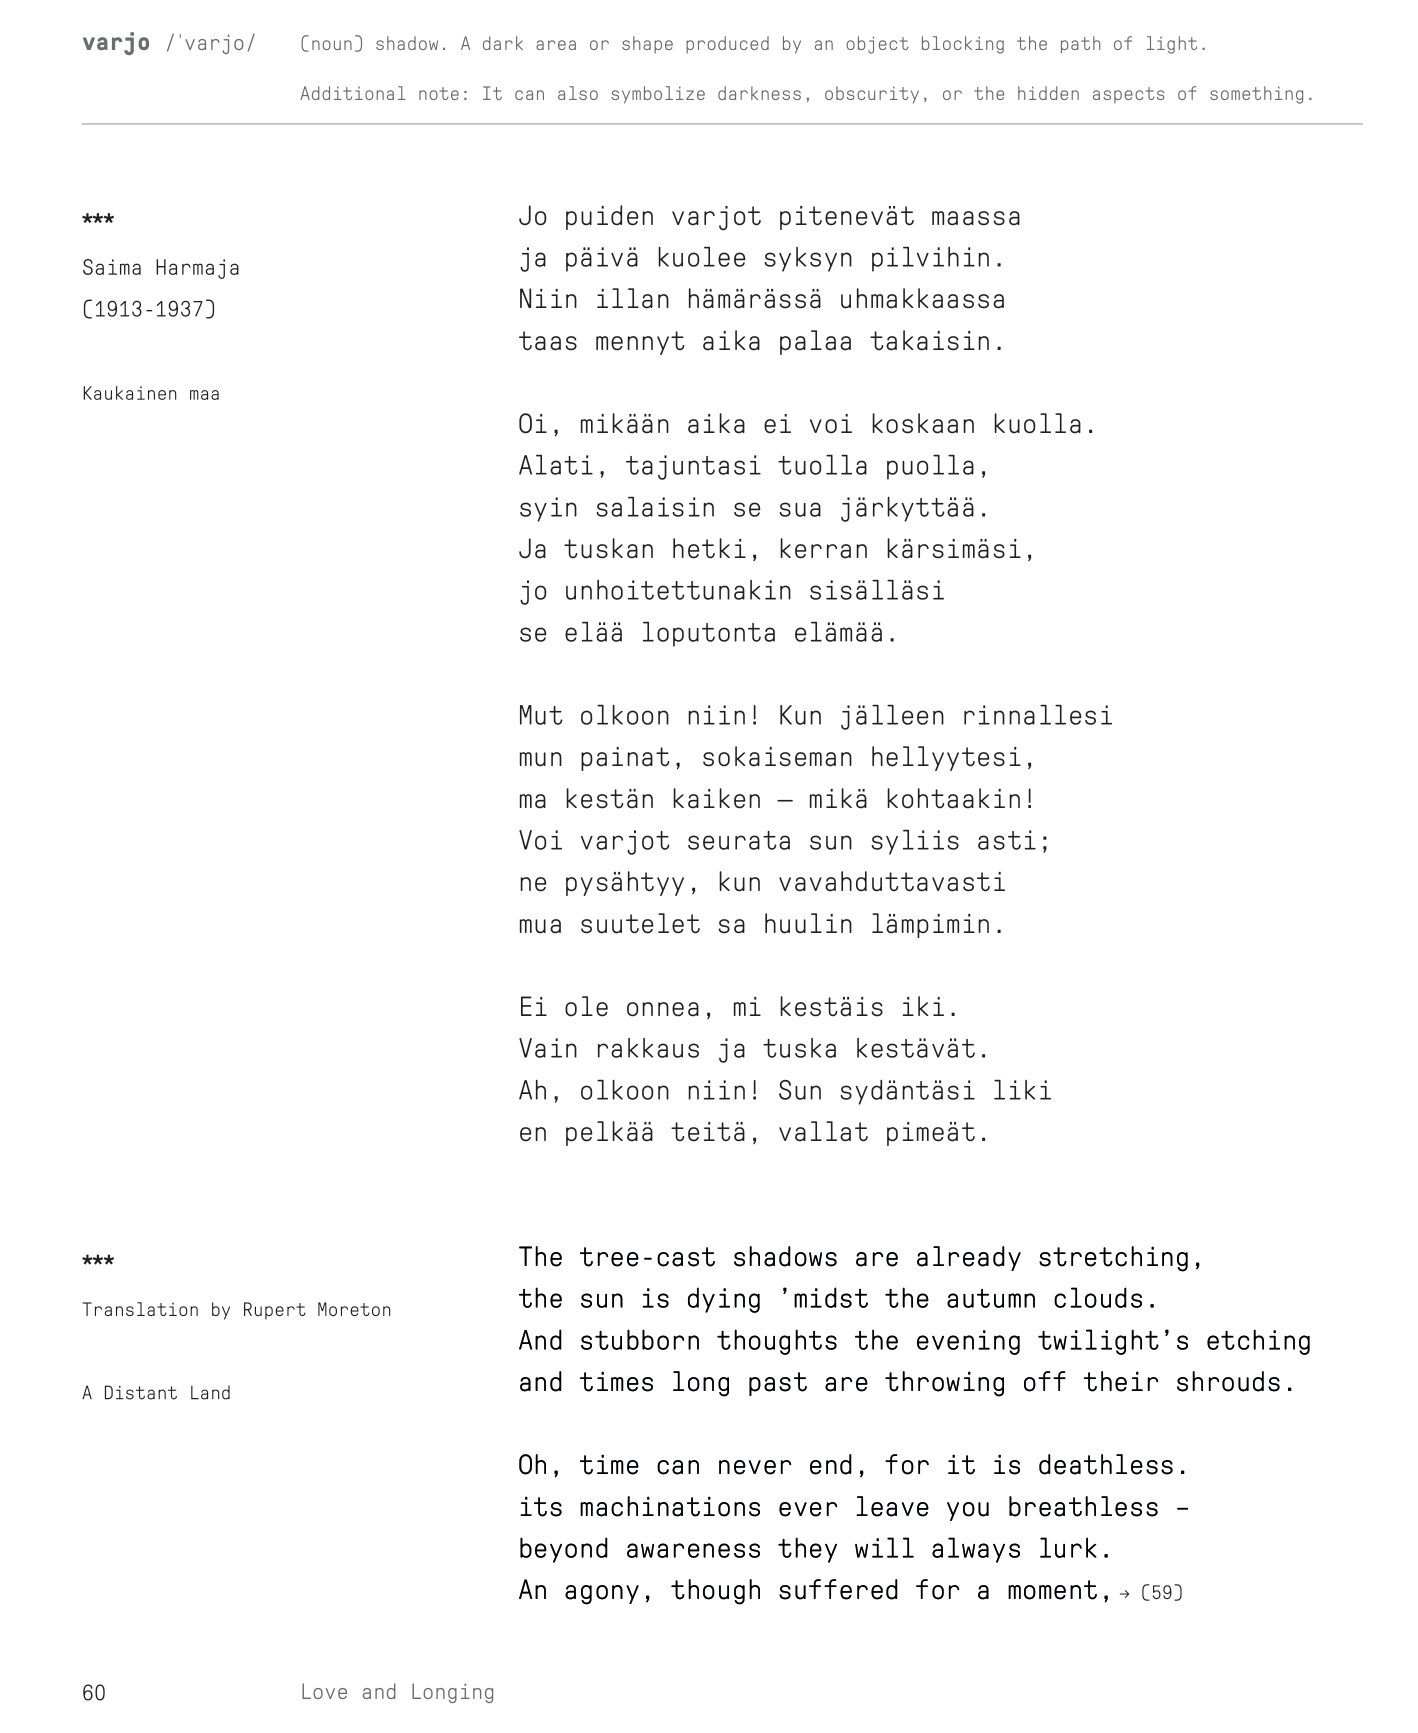 varjo /ˈvarjo/ (noun) shadow. A dark area or shape produced by an object blocking the path of light.
Additional note: It can also symbolize darkness, obscurity, or the hidden aspects of something.
***
Saima Harmaja
(1913-1937)
Kaukainen maa
Jo puiden varjot pitenevät maassa
ja päivä kuolee syksyn pilvihin.
Niin illan hämärässä uhmakkaassa
taas mennyt aika palaa takaisin.
Oi, mikään aika ei voi koskaan kuolla.
Alati, tajuntasi tuolla puolla,
syin salaisin se sua järkyttää.
Ja tuskan hetki, kerran kärsimäsi,
jo unhoitettunakin sisälläsi
se elää loputonta elämää.
Mut olkoon niin! Kun jälleen rinnallesi
mun painat, sokaiseman hellyytesi,
ma kestän kaiken – mikä kohtaakin!
Voi varjot seurata sun syliis asti;
ne pysähtyy, kun vavahduttavasti
mua suutelet sa huulin lämpimin.
Ei ole onnea, mi kestäis iki.
Vain rakkaus ja tuska kestävät.
Ah, olkoon niin! Sun sydäntäsi liki
en pelkää teitä, vallat pimeät.
***
Translation by Rupert Moreton
A Distant Land
The tree-cast shadows are already stretching,
the sun is dying ’midst the autumn clouds.
And stubborn thoughts the evening twilight’s etching
and times long past are throwing off their shrouds.
Oh, time can never end, for it is deathless.
its machinations ever leave you breathless –
beyond awareness they will always lurk.
An agony, though suffered for a moment, → (59)
60 Love and Longing